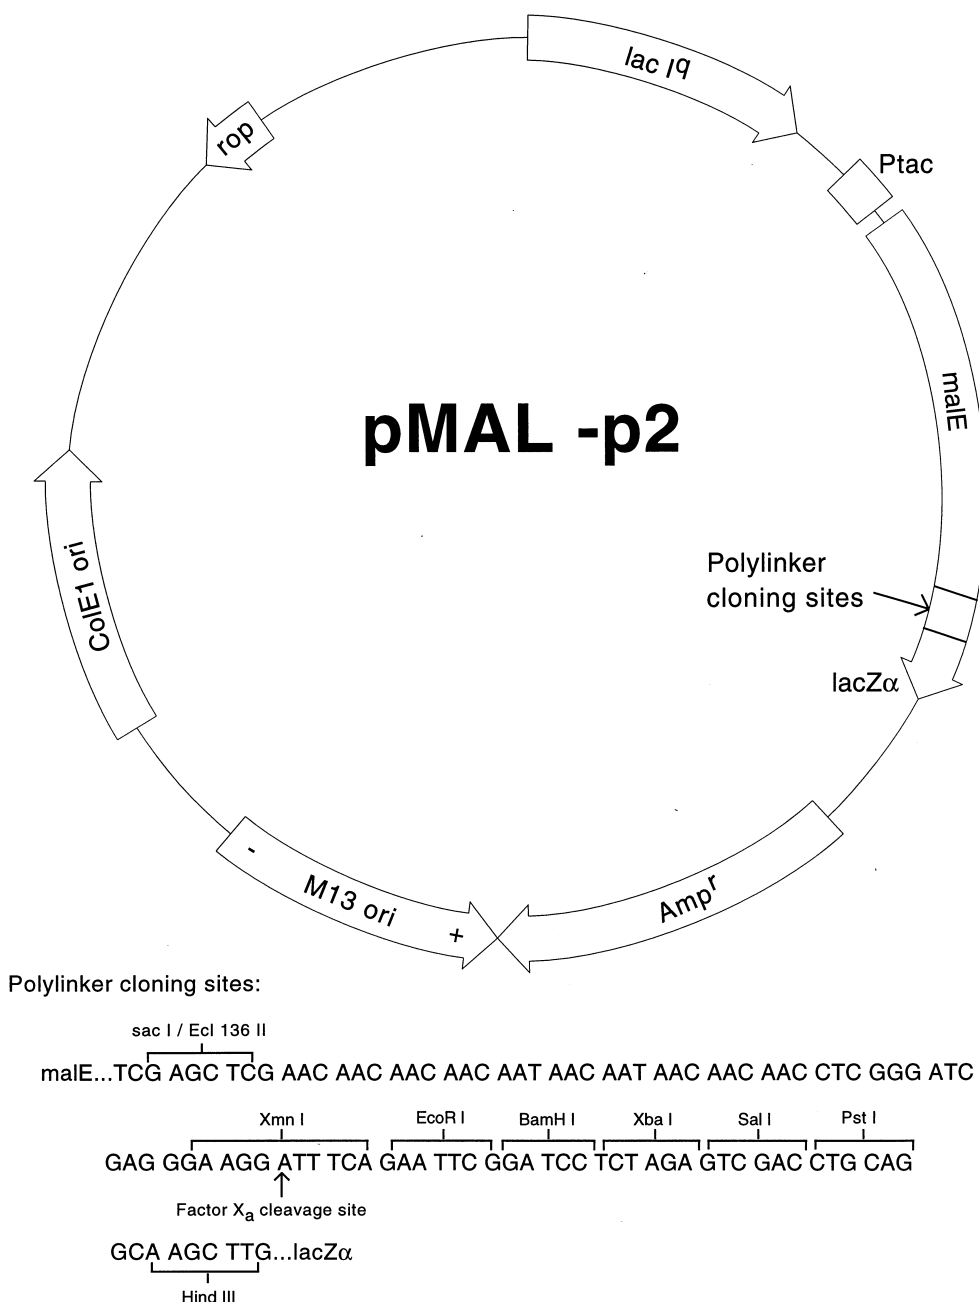 lac Iq
rop
Ptac
malE
pMAL -p2
Polylinker
cloning sites
ColE1 ori
lacZα
-
M13 ori
+
Ampr
Polylinker cloning sites:
sac I / Ecl 136 II
malE...TCG AGC TCG AAC AAC AAC AAC AAT AAC AAT AAC AAC AAC CTC GGG ATC
Xmn I EcoR I BamH I Xba I Sal I Pst I
GAG GGA AGG ATT TCA GAA TTC GGA TCC TCT AGA GTC GAC CTG CAG
Factor Xa cleavage site
GCA AGC TTG...lacZα
Hind III